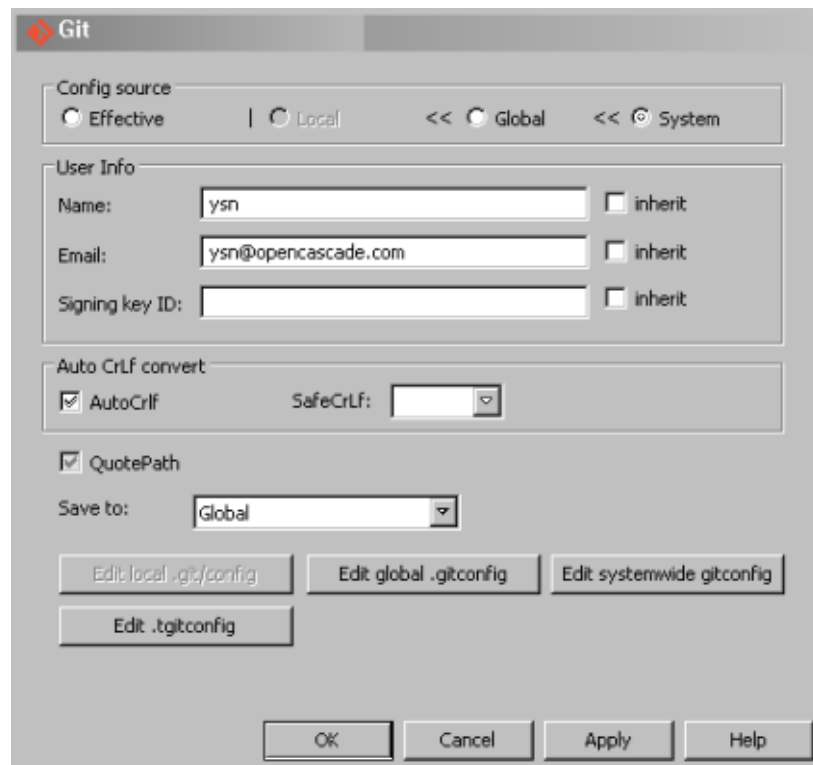 Git
Config source
Effective | Local << Global << System
User Info
Name: ysn inherit
Email: ysn@opencascade.com inherit
Signing key ID: inherit
Auto CrLf convert
AutoCrlf SafeCrLf:
QuotePath
Save to: Global
Edit local .git/config Edit global .gitconfig Edit systemwide gitconfig
Edit .tgitconfig
OK Cancel Apply Help